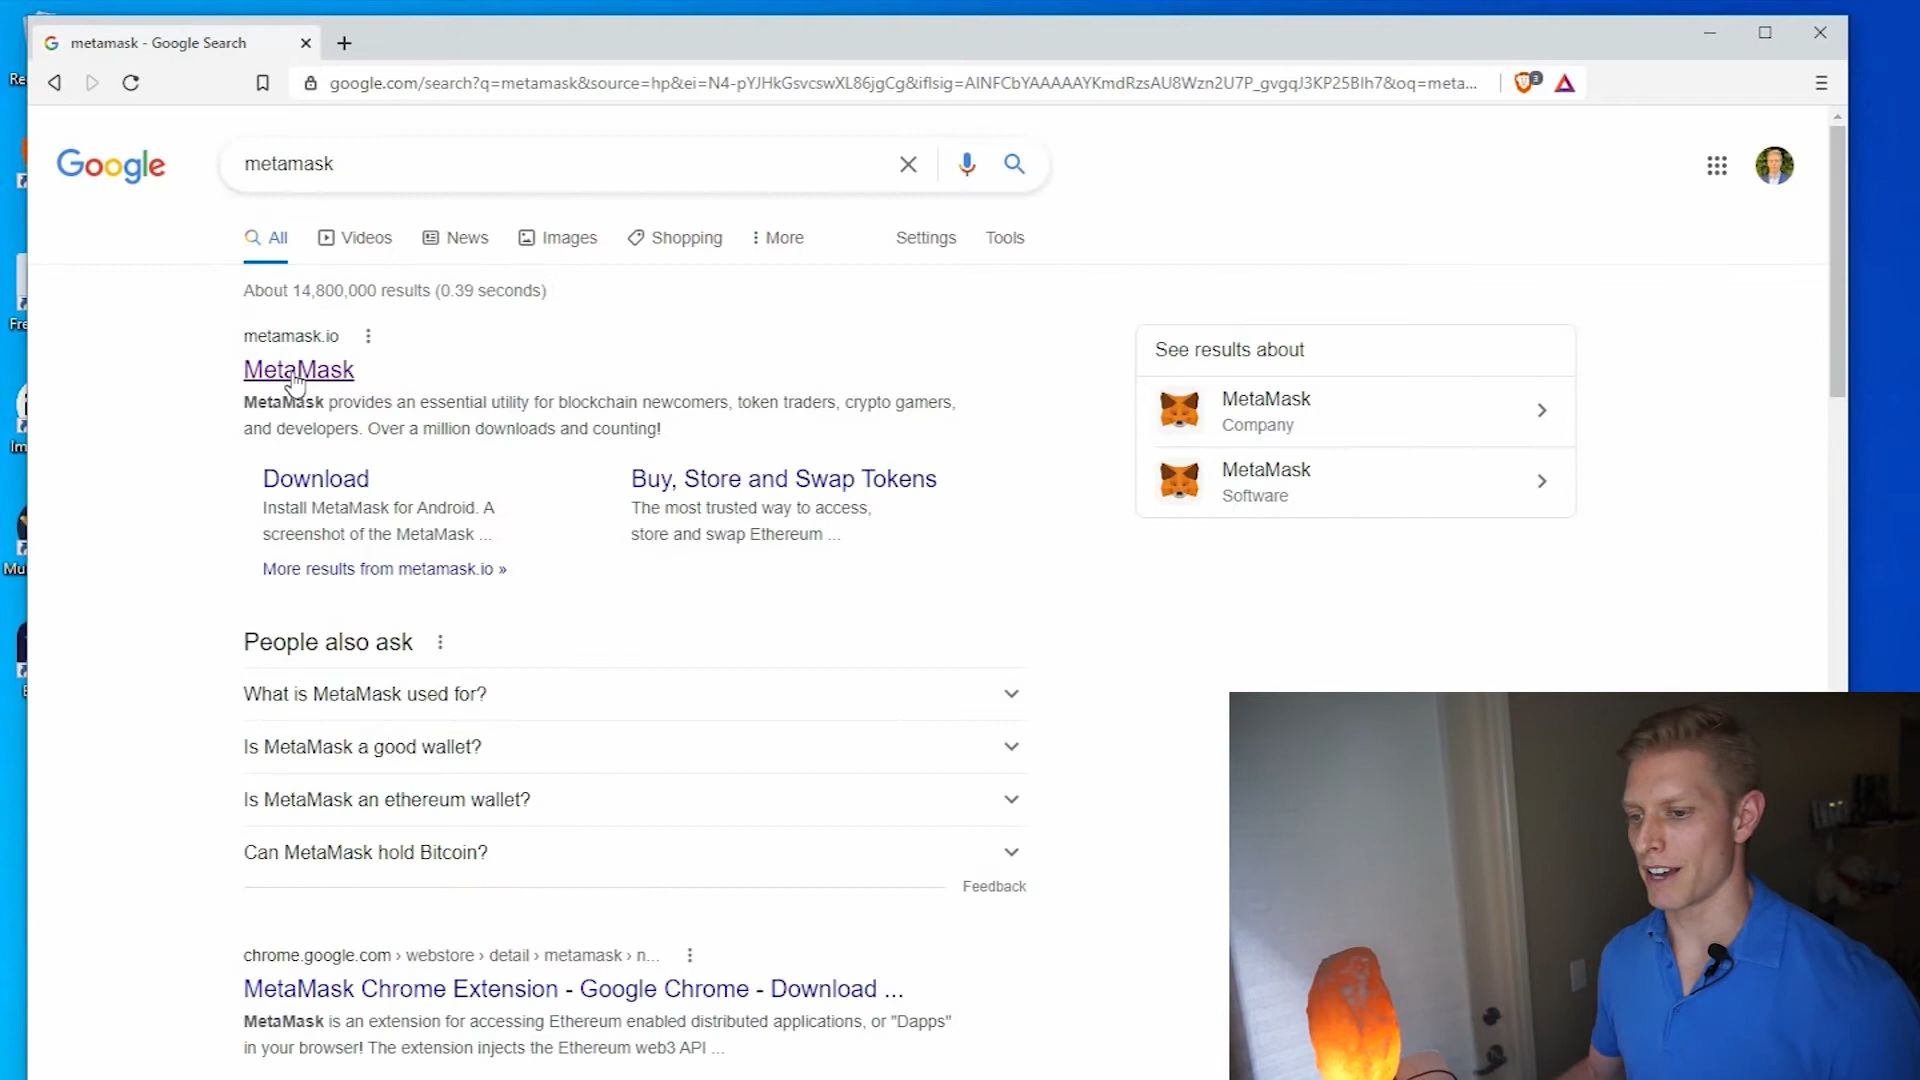 metamask - Google Search
google.com/search?q=metamask&source=hp&ei=N4-pYJHkGsvcswXL86jgCg&iflsig=AINFCbYAAAAAYKmdRzsAU8Wzn2U7P_gvgqJ3KP25Blh7&oq=meta...
3
Google
metamask
All Videos News Images Shopping More Settings Tools
About 14,800,000 results (0.39 seconds)
metamask.io
MetaMask
MetaMask provides an essential utility for blockchain newcomers, token traders, crypto gamers,
and developers. Over a million downloads and counting!
Download
Install MetaMask for Android. A
screenshot of the MetaMask ...
Buy, Store and Swap Tokens
The most trusted way to access,
store and swap Ethereum ...
More results from metamask.io »
See results about
MetaMask
Company
MetaMask
Software
People also ask
What is MetaMask used for?
Is MetaMask a good wallet?
Is MetaMask an ethereum wallet?
Can MetaMask hold Bitcoin?
Feedback
chrome.google.com › webstore › detail › metamask › n...
MetaMask Chrome Extension - Google Chrome - Download ...
MetaMask is an extension for accessing Ethereum enabled distributed applications, or "Dapps"
in your browser! The extension injects the Ethereum web3 API ...